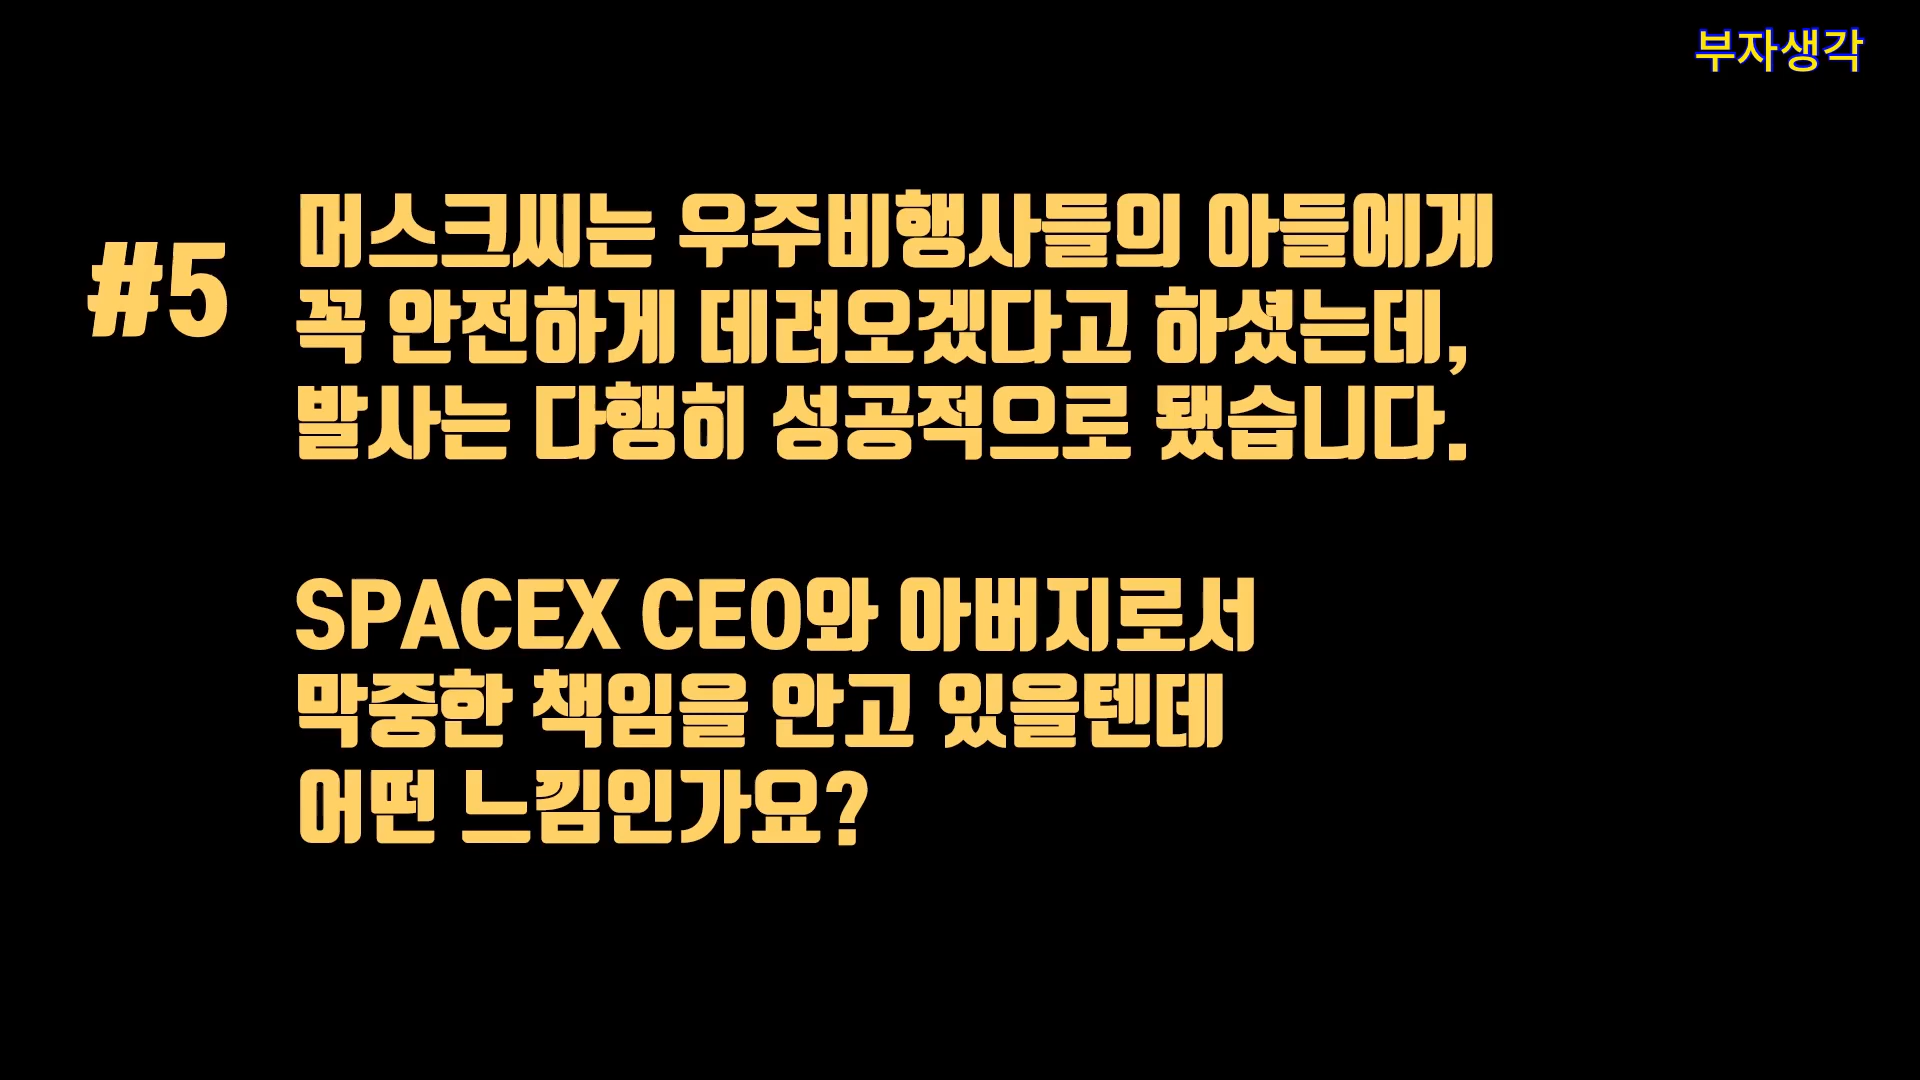 부자생각
#5
머스크씨는 우주비행사들의 아들에게
꼭 안전하게 데려오겠다고 하셨는데,
발사는 다행히 성공적으로 됐습니다.
SPACEX CEO와 아버지로서
막중한 책임을 안고 있을텐데
어떤 느낌인가요?